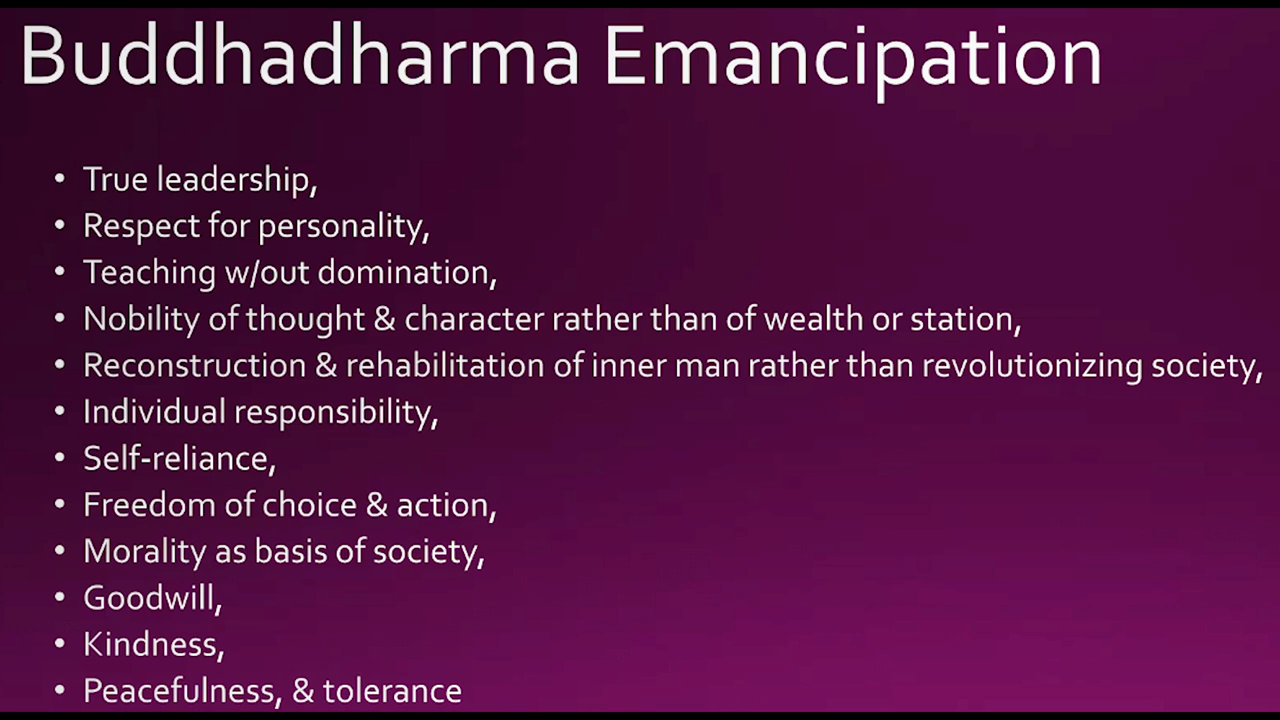 Buddhadharma Emancipation
• True leadership,
• Respect for personality,
• Teaching w/out domination,
• Nobility of thought & character rather than of wealth or station,
• Reconstruction & rehabilitation of inner man rather than revolutionizing society,
• Individual responsibility,
• Self-reliance,
• Freedom of choice & action,
• Morality as basis of society,
• Goodwill,
• Kindness,
• Peacefulness, & tolerance